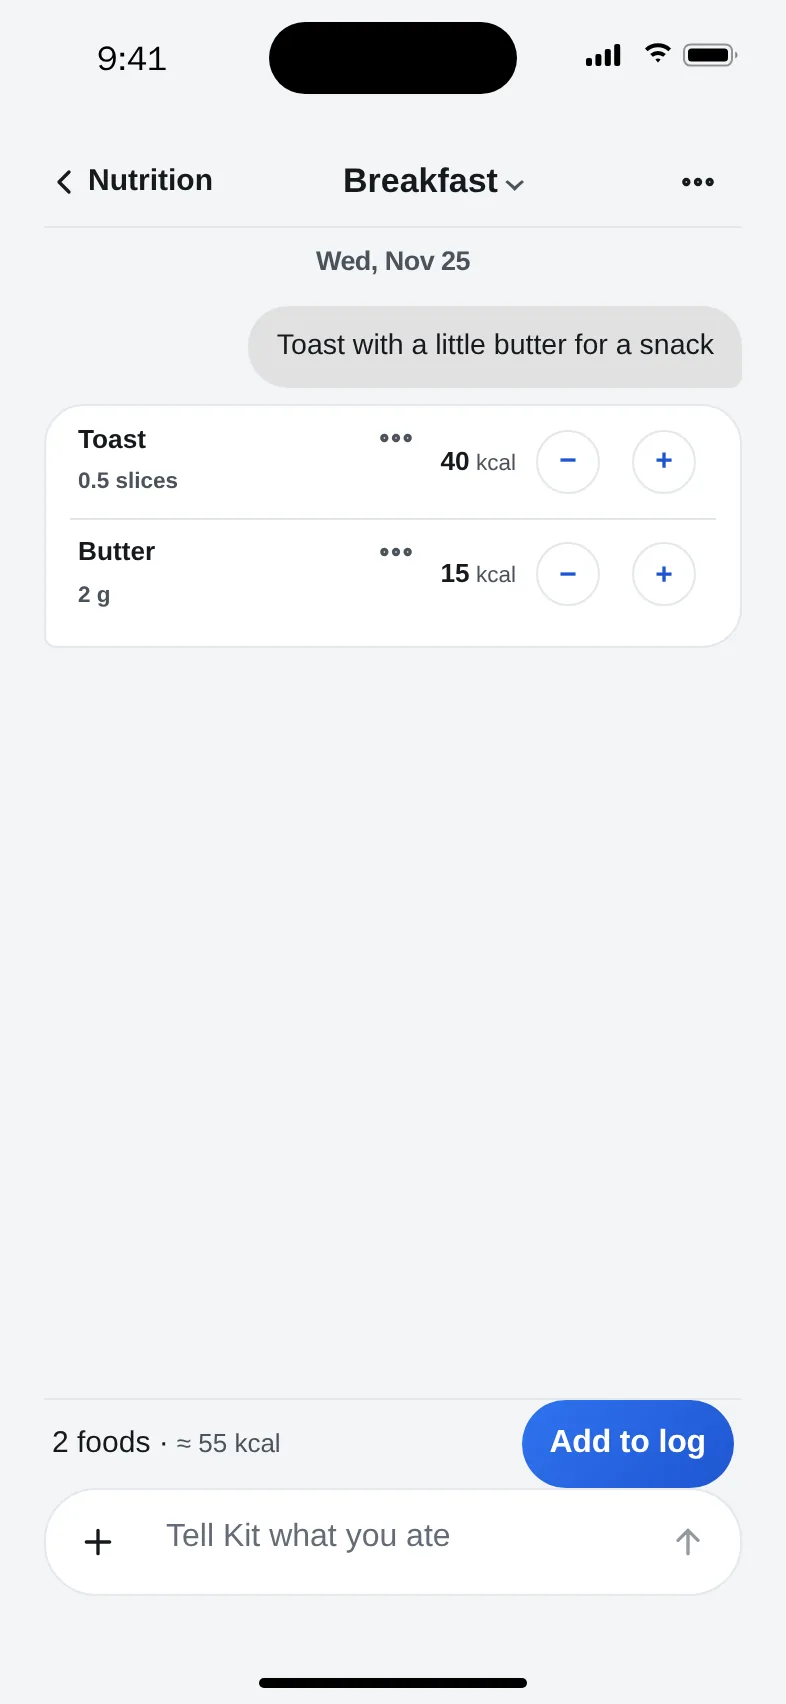 9:41
Nutrition
Breakfast
Wed, Nov 25
Toast with a little butter for a snack
Toast
40 kcal
0.5 slices
Butter
15 kcal
2 g
2 foods · ≈ 55 kcal
Add to log
Tell Kit what you ate